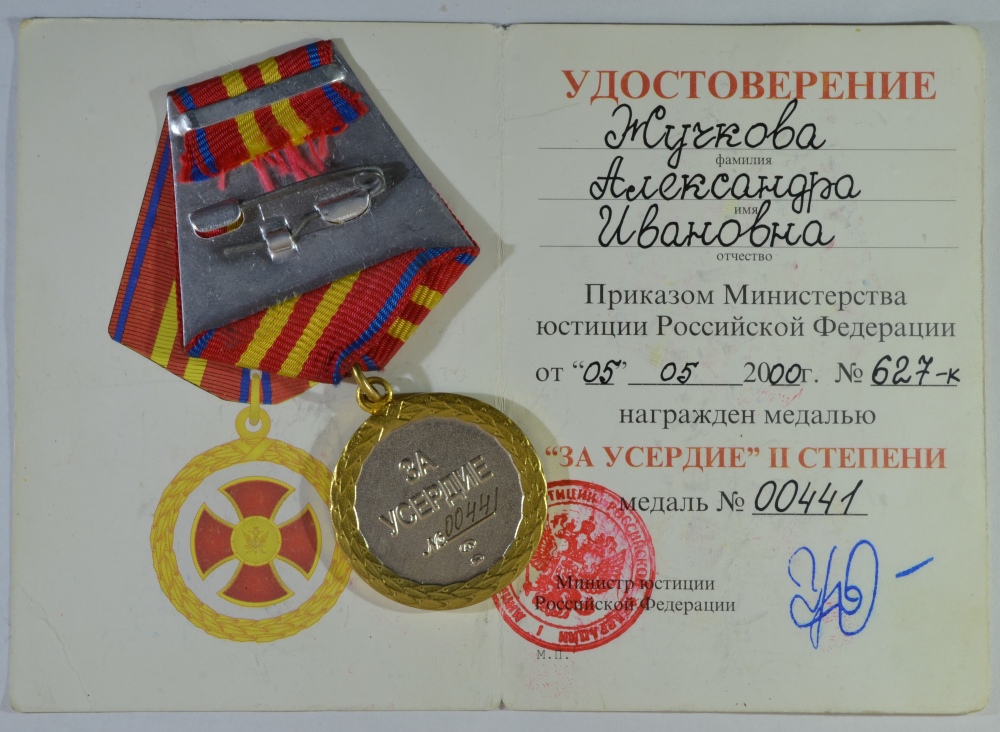 УДОСТОВЕРЕНИЕ
Жучкова
фамилия
Александра
имя
Ивановна
отчество
Приказом Министерства
юстиции Российской Федерации
от “05” 05 2000г. № 627-к
награжден медалью
“ЗА УСЕРДИЕ” II СТЕПЕНИ
медаль № 00441
Министр юстиции
Российской Федерации
М.П.
ЗА
УСЕРДИЕ
№ 00441